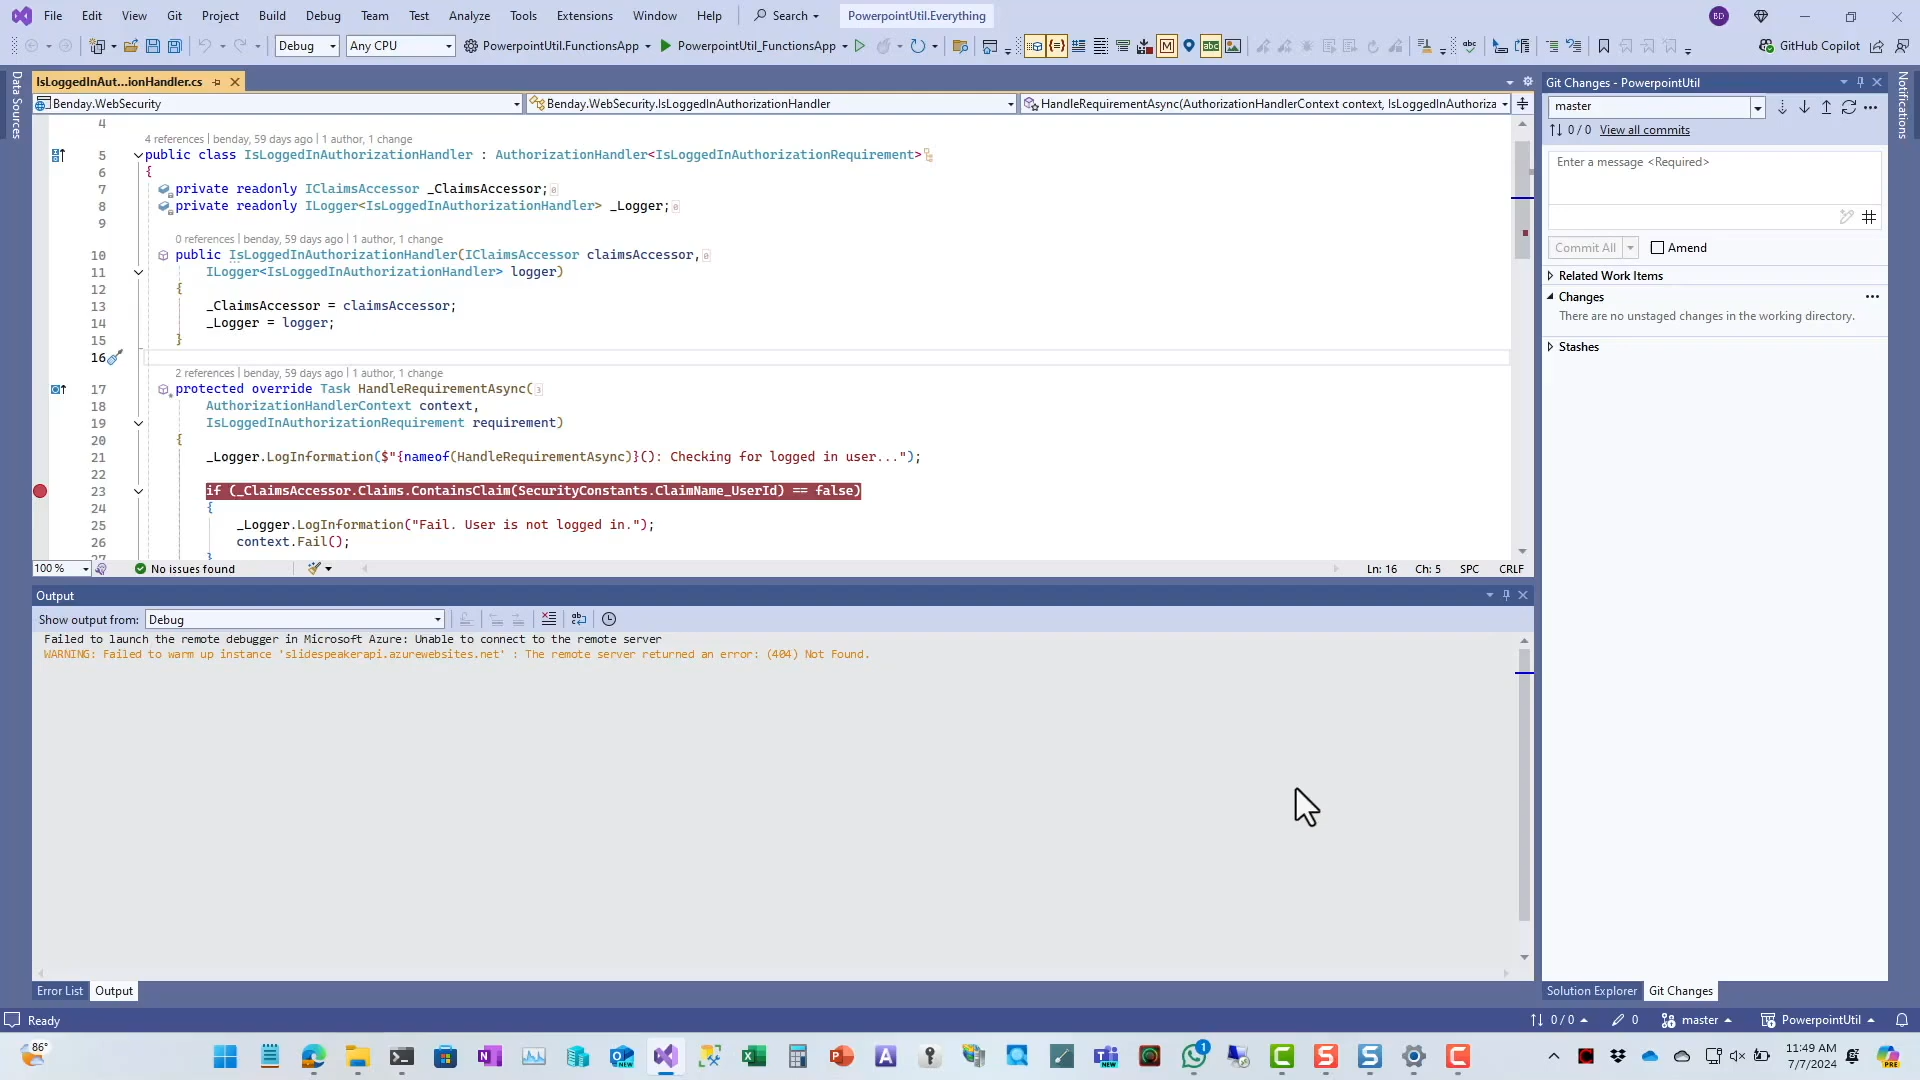 File Edit View Git Project Build Debug Team Test Analyze Tools Extensions Window Help Search PowerpointUtil.Everything BD
Debug Any CPU PowerpointUtil.FunctionsApp PowerpointUtil_FunctionsApp GitHub Copilot
Data Sources
Notifications
IsLoggedInAut...ionHandler.cs
Benday.WebSecurity Benday.WebSecurity.IsLoggedInAuthorizationHandler HandleRequirementAsync(AuthorizationHandlerContext context, IsLoggedInAuthoriza
4
4 references | benday, 59 days ago | 1 author, 1 change
5 public class IsLoggedInAuthorizationHandler : AuthorizationHandler<IsLoggedInAuthorizationRequirement>
6 {
7 private readonly IClaimsAccessor _ClaimsAccessor;
8 private readonly ILogger<IsLoggedInAuthorizationHandler> _Logger;
9
0 references | benday, 59 days ago | 1 author, 1 change
10 public IsLoggedInAuthorizationHandler(IClaimsAccessor claimsAccessor,
11 ILogger<IsLoggedInAuthorizationHandler> logger)
12 {
13 _ClaimsAccessor = claimsAccessor;
14 _Logger = logger;
15 }
16
2 references | benday, 59 days ago | 1 author, 1 change
17 protected override Task HandleRequirementAsync(
18 AuthorizationHandlerContext context,
19 IsLoggedInAuthorizationRequirement requirement)
20 {
21 _Logger.LogInformation($"{nameof(HandleRequirementAsync)}(): Checking for logged in user...");
22
23 if (_ClaimsAccessor.Claims.ContainsClaim(SecurityConstants.ClaimName_UserId) == false)
24 {
25 _Logger.LogInformation("Fail. User is not logged in.");
26 context.Fail();
27 }
100 % No issues found Ln: 16 Ch: 5 SPC CRLF
Output
Show output from: Debug
Failed to launch the remote debugger in Microsoft Azure: Unable to connect to the remote server
WARNING: Failed to warm up instance 'slidespeakerapi.azurewebsites.net' : The remote server returned an error: (404) Not Found.
Error List Output
Git Changes - PowerpointUtil
master
0 / 0 View all commits
Enter a message <Required>
Commit All Amend
Related Work Items
Changes
There are no unstaged changes in the working directory.
Stashes
Solution Explorer Git Changes
Ready 0 / 0 0 master PowerpointUtil
86° 1 11:49 AM
7/7/2024